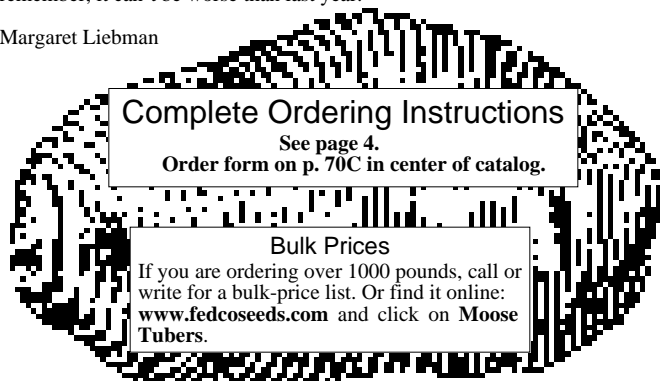 remember, it can't be worse than last year.
Margaret Liebman
Complete Ordering Instructions
See page 4.
Order form on p. 70C in center of catalog.
Bulk Prices
If you are ordering over 1000 pounds, call or
write for a bulk-price list. Or find it online:
www.fedcoseeds.com and click on Moose
Tubers.